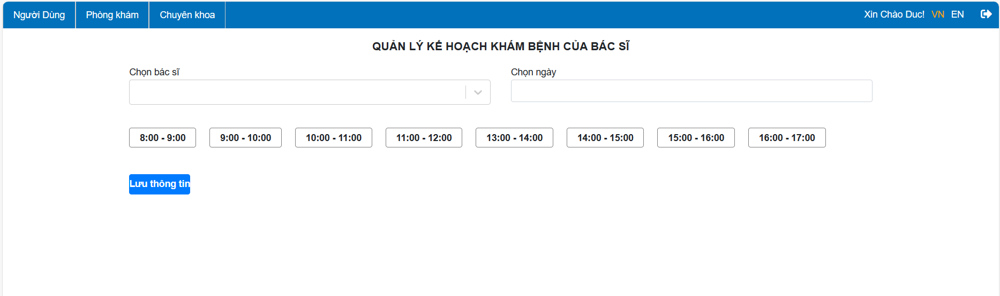 Người Dùng Phòng khám Chuyên khoa Xin Chào Duc! VN EN
QUẢN LÝ KẾ HOẠCH KHÁM BỆNH CỦA BÁC SĨ
Chọn bác sĩ Chọn ngày
8:00 - 9:00 9:00 - 10:00 10:00 - 11:00 11:00 - 12:00 13:00 - 14:00 14:00 - 15:00 15:00 - 16:00 16:00 - 17:00
Lưu thông tin